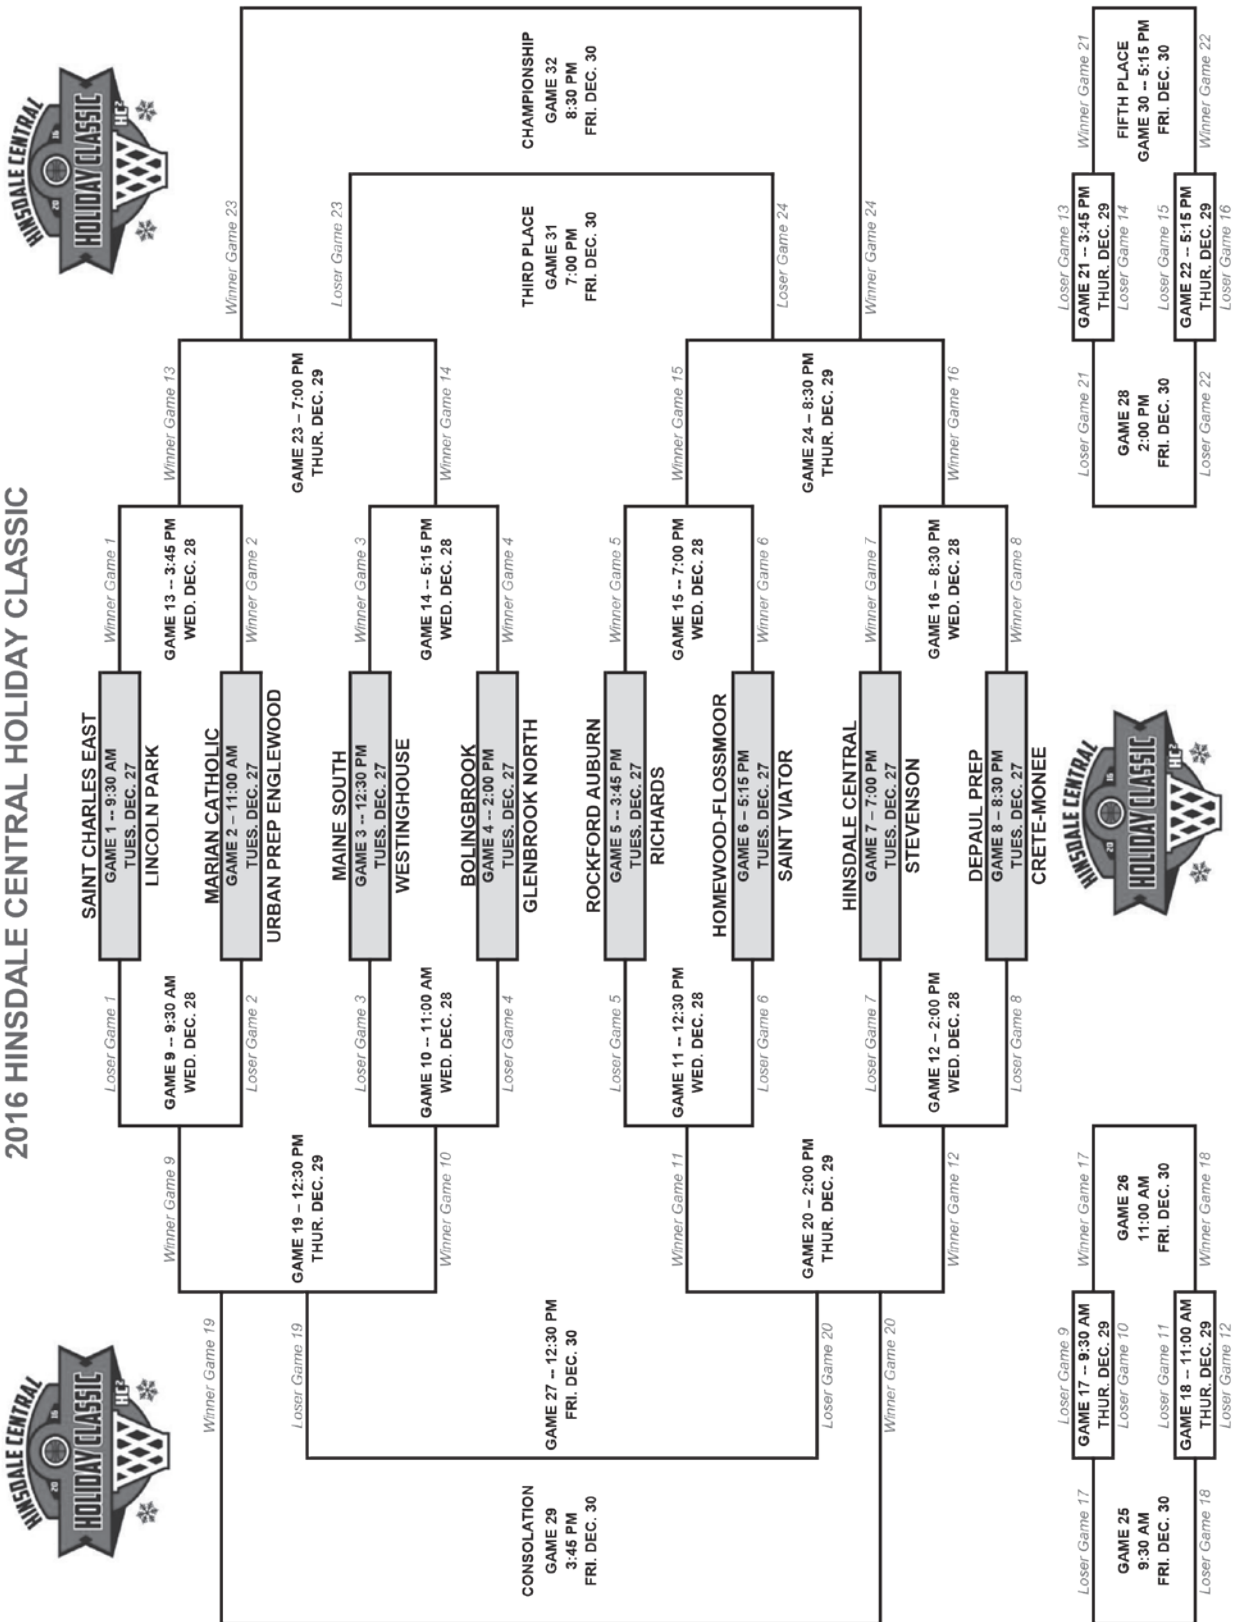 2016 HINSDALE CENTRAL HOLIDAY CLASSIC
HINSDALE CENTRAL
20 16
HOLIDAY CLASSIC
HC²
HINSDALE CENTRAL
20 16
HOLIDAY CLASSIC
HC²
SAINT CHARLES EAST
GAME 1 -- 9:30 AM
TUES. DEC. 27
LINCOLN PARK
MARIAN CATHOLIC
GAME 2 – 11:00 AM
TUES. DEC. 27
URBAN PREP ENGLEWOOD
MAINE SOUTH
GAME 3 -- 12:30 PM
TUES. DEC. 27
WESTINGHOUSE
BOLINGBROOK
GAME 4 -- 2:00 PM
TUES. DEC. 27
GLENBROOK NORTH
ROCKFORD AUBURN
GAME 5 -- 3:45 PM
TUES. DEC. 27
RICHARDS
HOMEWOOD-FLOSSMOOR
GAME 6 – 5:15 PM
TUES. DEC. 27
SAINT VIATOR
HINSDALE CENTRAL
GAME 7 – 7:00 PM
TUES. DEC. 27
STEVENSON
DEPAUL PREP
GAME 8 – 8:30 PM
TUES. DEC. 27
CRETE-MONEE
Loser Game 1
GAME 9 – 9:30 AM
WED. DEC. 28
Loser Game 2
Loser Game 3
GAME 10 -- 11:00 AM
WED. DEC. 28
Loser Game 4
Loser Game 5
GAME 11 -- 12:30 PM
WED. DEC. 28
Loser Game 6
Loser Game 7
GAME 12 – 2:00 PM
WED. DEC. 28
Loser Game 8
Winner Game 1
GAME 13 -- 3:45 PM
WED. DEC. 28
Winner Game 2
Winner Game 3
GAME 14 -- 5:15 PM
WED. DEC. 28
Winner Game 4
Winner Game 5
GAME 15 -- 7:00 PM
WED. DEC. 28
Winner Game 6
Winner Game 7
GAME 16 – 8:30 PM
WED. DEC. 28
Winner Game 8
Winner Game 9
GAME 19 – 12:30 PM
THUR. DEC. 29
Winner Game 10
Winner Game 11
GAME 20 – 2:00 PM
THUR. DEC. 29
Winner Game 12
Winner Game 13
GAME 23 – 7:00 PM
THUR. DEC. 29
Winner Game 14
Winner Game 15
GAME 24 – 8:30 PM
THUR. DEC. 29
Winner Game 16
Winner Game 19
Loser Game 19
GAME 27 -- 12:30 PM
FRI. DEC. 30
Loser Game 20
Winner Game 20
CONSOLATION
GAME 29
3:45 PM
FRI. DEC. 30
Winner Game 23
Loser Game 23
THIRD PLACE
GAME 31
7:00 PM
FRI. DEC. 30
Loser Game 24
Winner Game 24
CHAMPIONSHIP
GAME 32
8:30 PM
FRI. DEC. 30
Loser Game 17
GAME 25
9:30 AM
FRI. DEC. 30
Loser Game 18
Loser Game 9
GAME 17 -- 9:30 AM
THUR. DEC. 29
Loser Game 10
Loser Game 11
GAME 18 -- 11:00 AM
THUR. DEC. 29
Loser Game 12
Winner Game 17
GAME 26
11:00 AM
FRI. DEC. 30
Winner Game 18
HINSDALE CENTRAL
20 16
HOLIDAY CLASSIC
HC²
Loser Game 21
GAME 28
2:00 PM
FRI. DEC. 30
Loser Game 22
Loser Game 13
GAME 21 -- 3:45 PM
THUR. DEC. 29
Loser Game 14
Loser Game 15
GAME 22 -- 5:15 PM
THUR. DEC. 29
Loser Game 16
Winner Game 21
FIFTH PLACE
GAME 30 -- 5:15 PM
FRI. DEC. 30
Winner Game 22